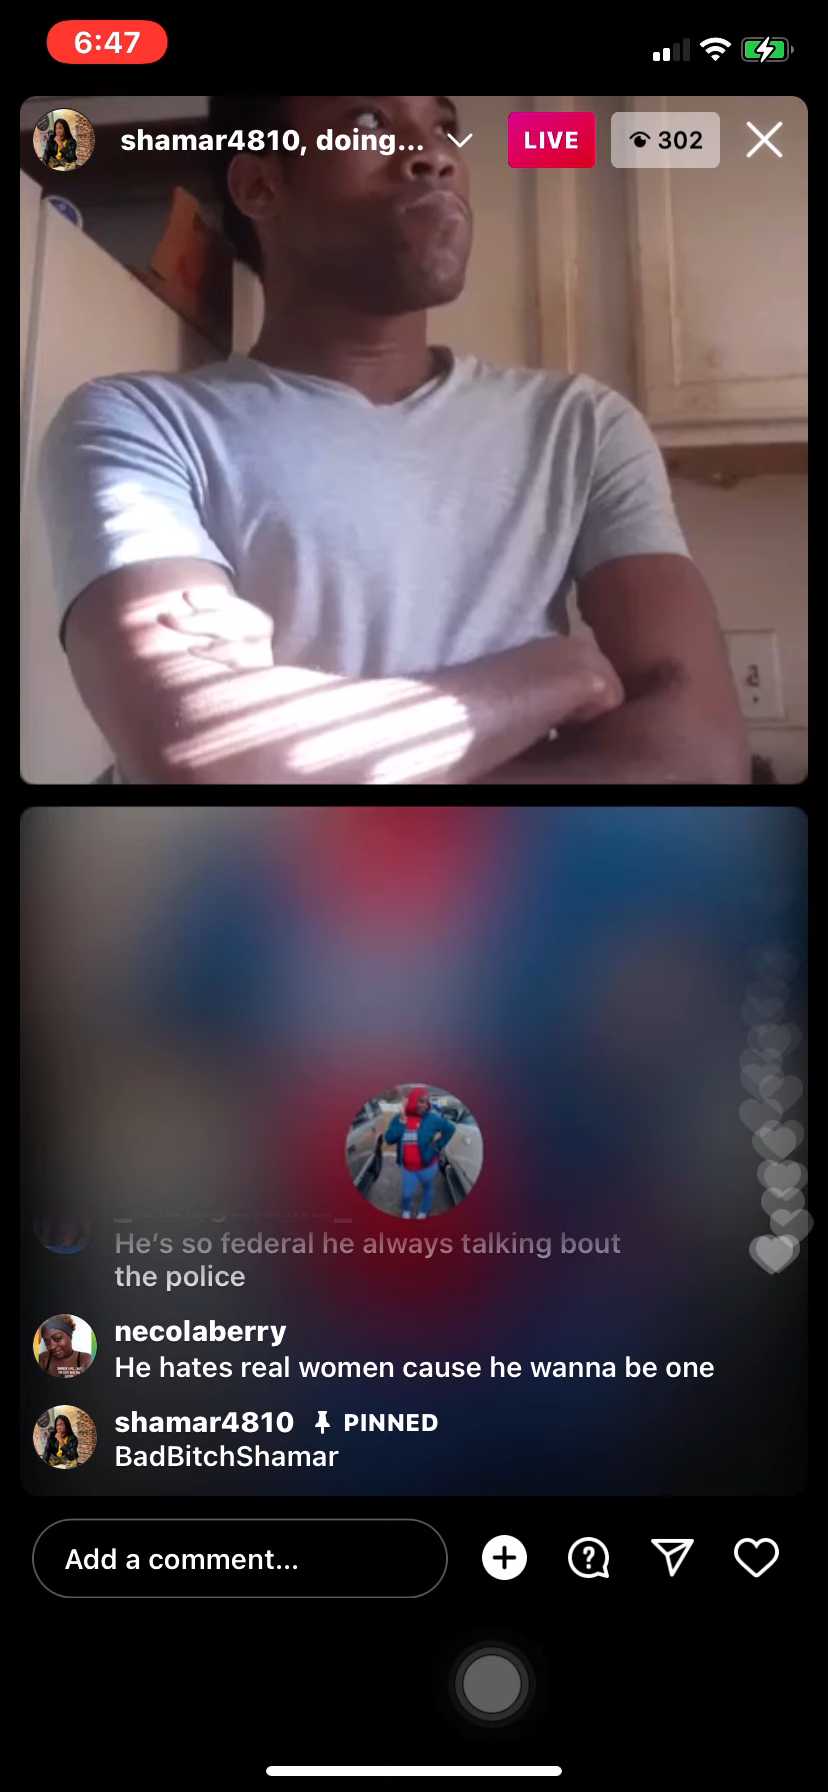 6:47
shamar4810, doing...
LIVE
302
He's so federal he always talking bout
the police
necolaberry
He hates real women cause he wanna be one
shamar4810 PINNED
BadBitchShamar
Add a comment...